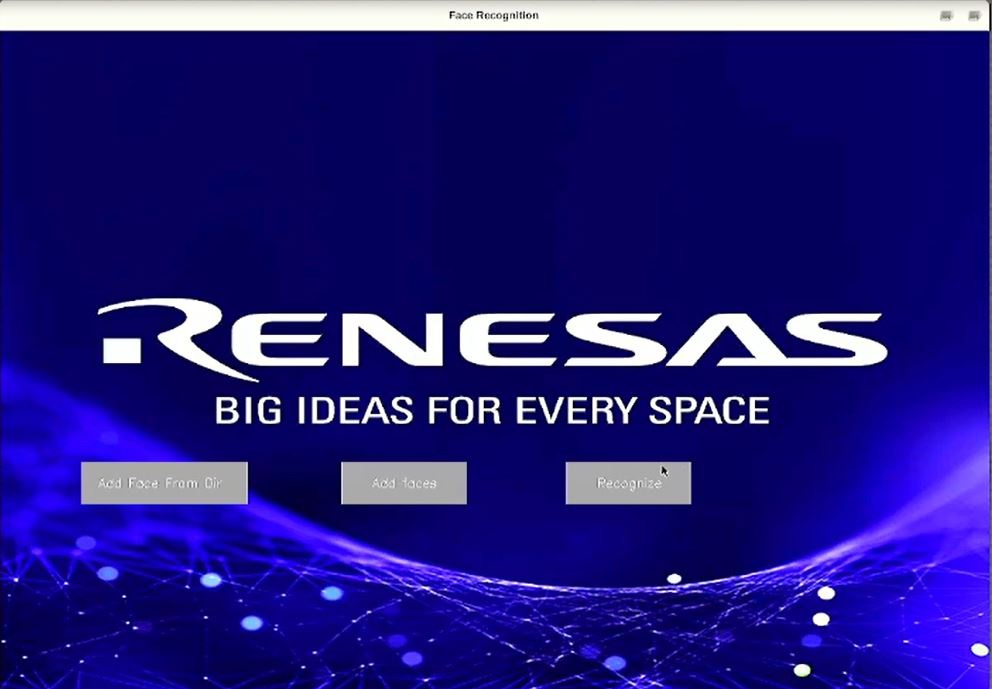 Face Recognition
RENESAS
BIG IDEAS FOR EVERY SPACE
Add Face From Dir
Add faces
Recognize